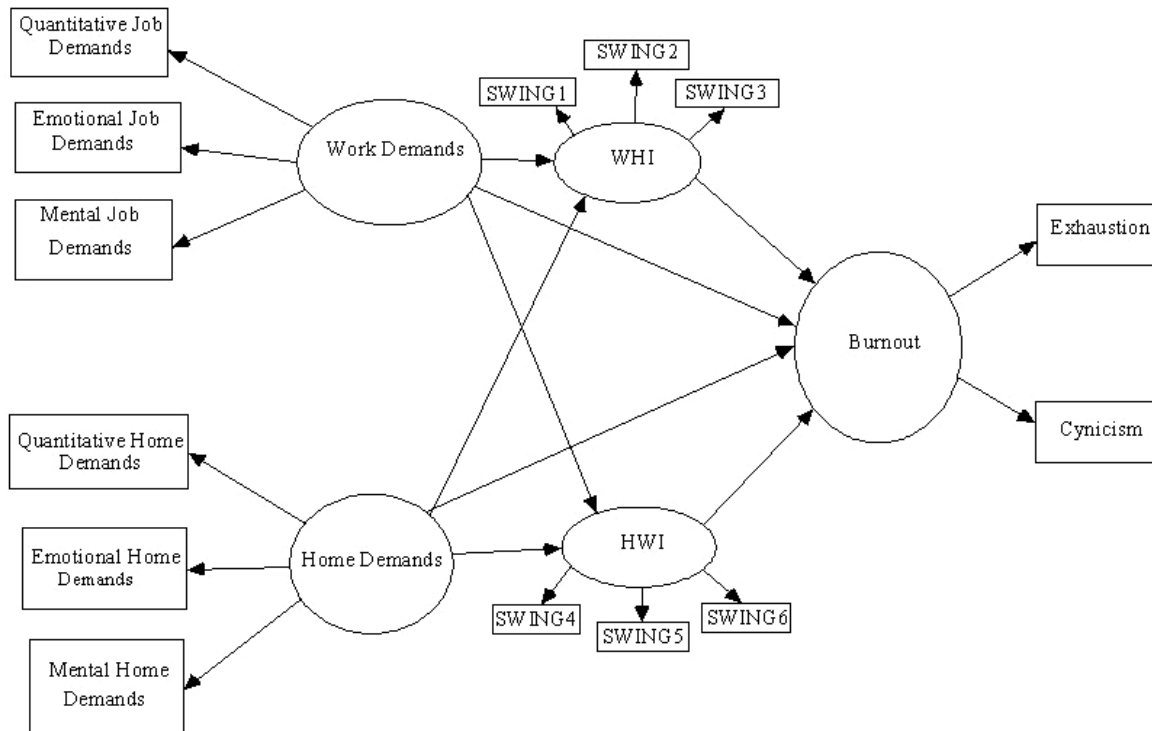 Quantitative Job
Demands
Emotional Job
Demands
Mental Job
Demands
Work Demands
SWING1
SWING2
SWING3
WHI
Exhaustion
Burnout
Cynicism
Quantitative Home
Demands
Emotional Home
Demands
Mental Home
Demands
Home Demands
HWI
SWING4
SWING5
SWING6